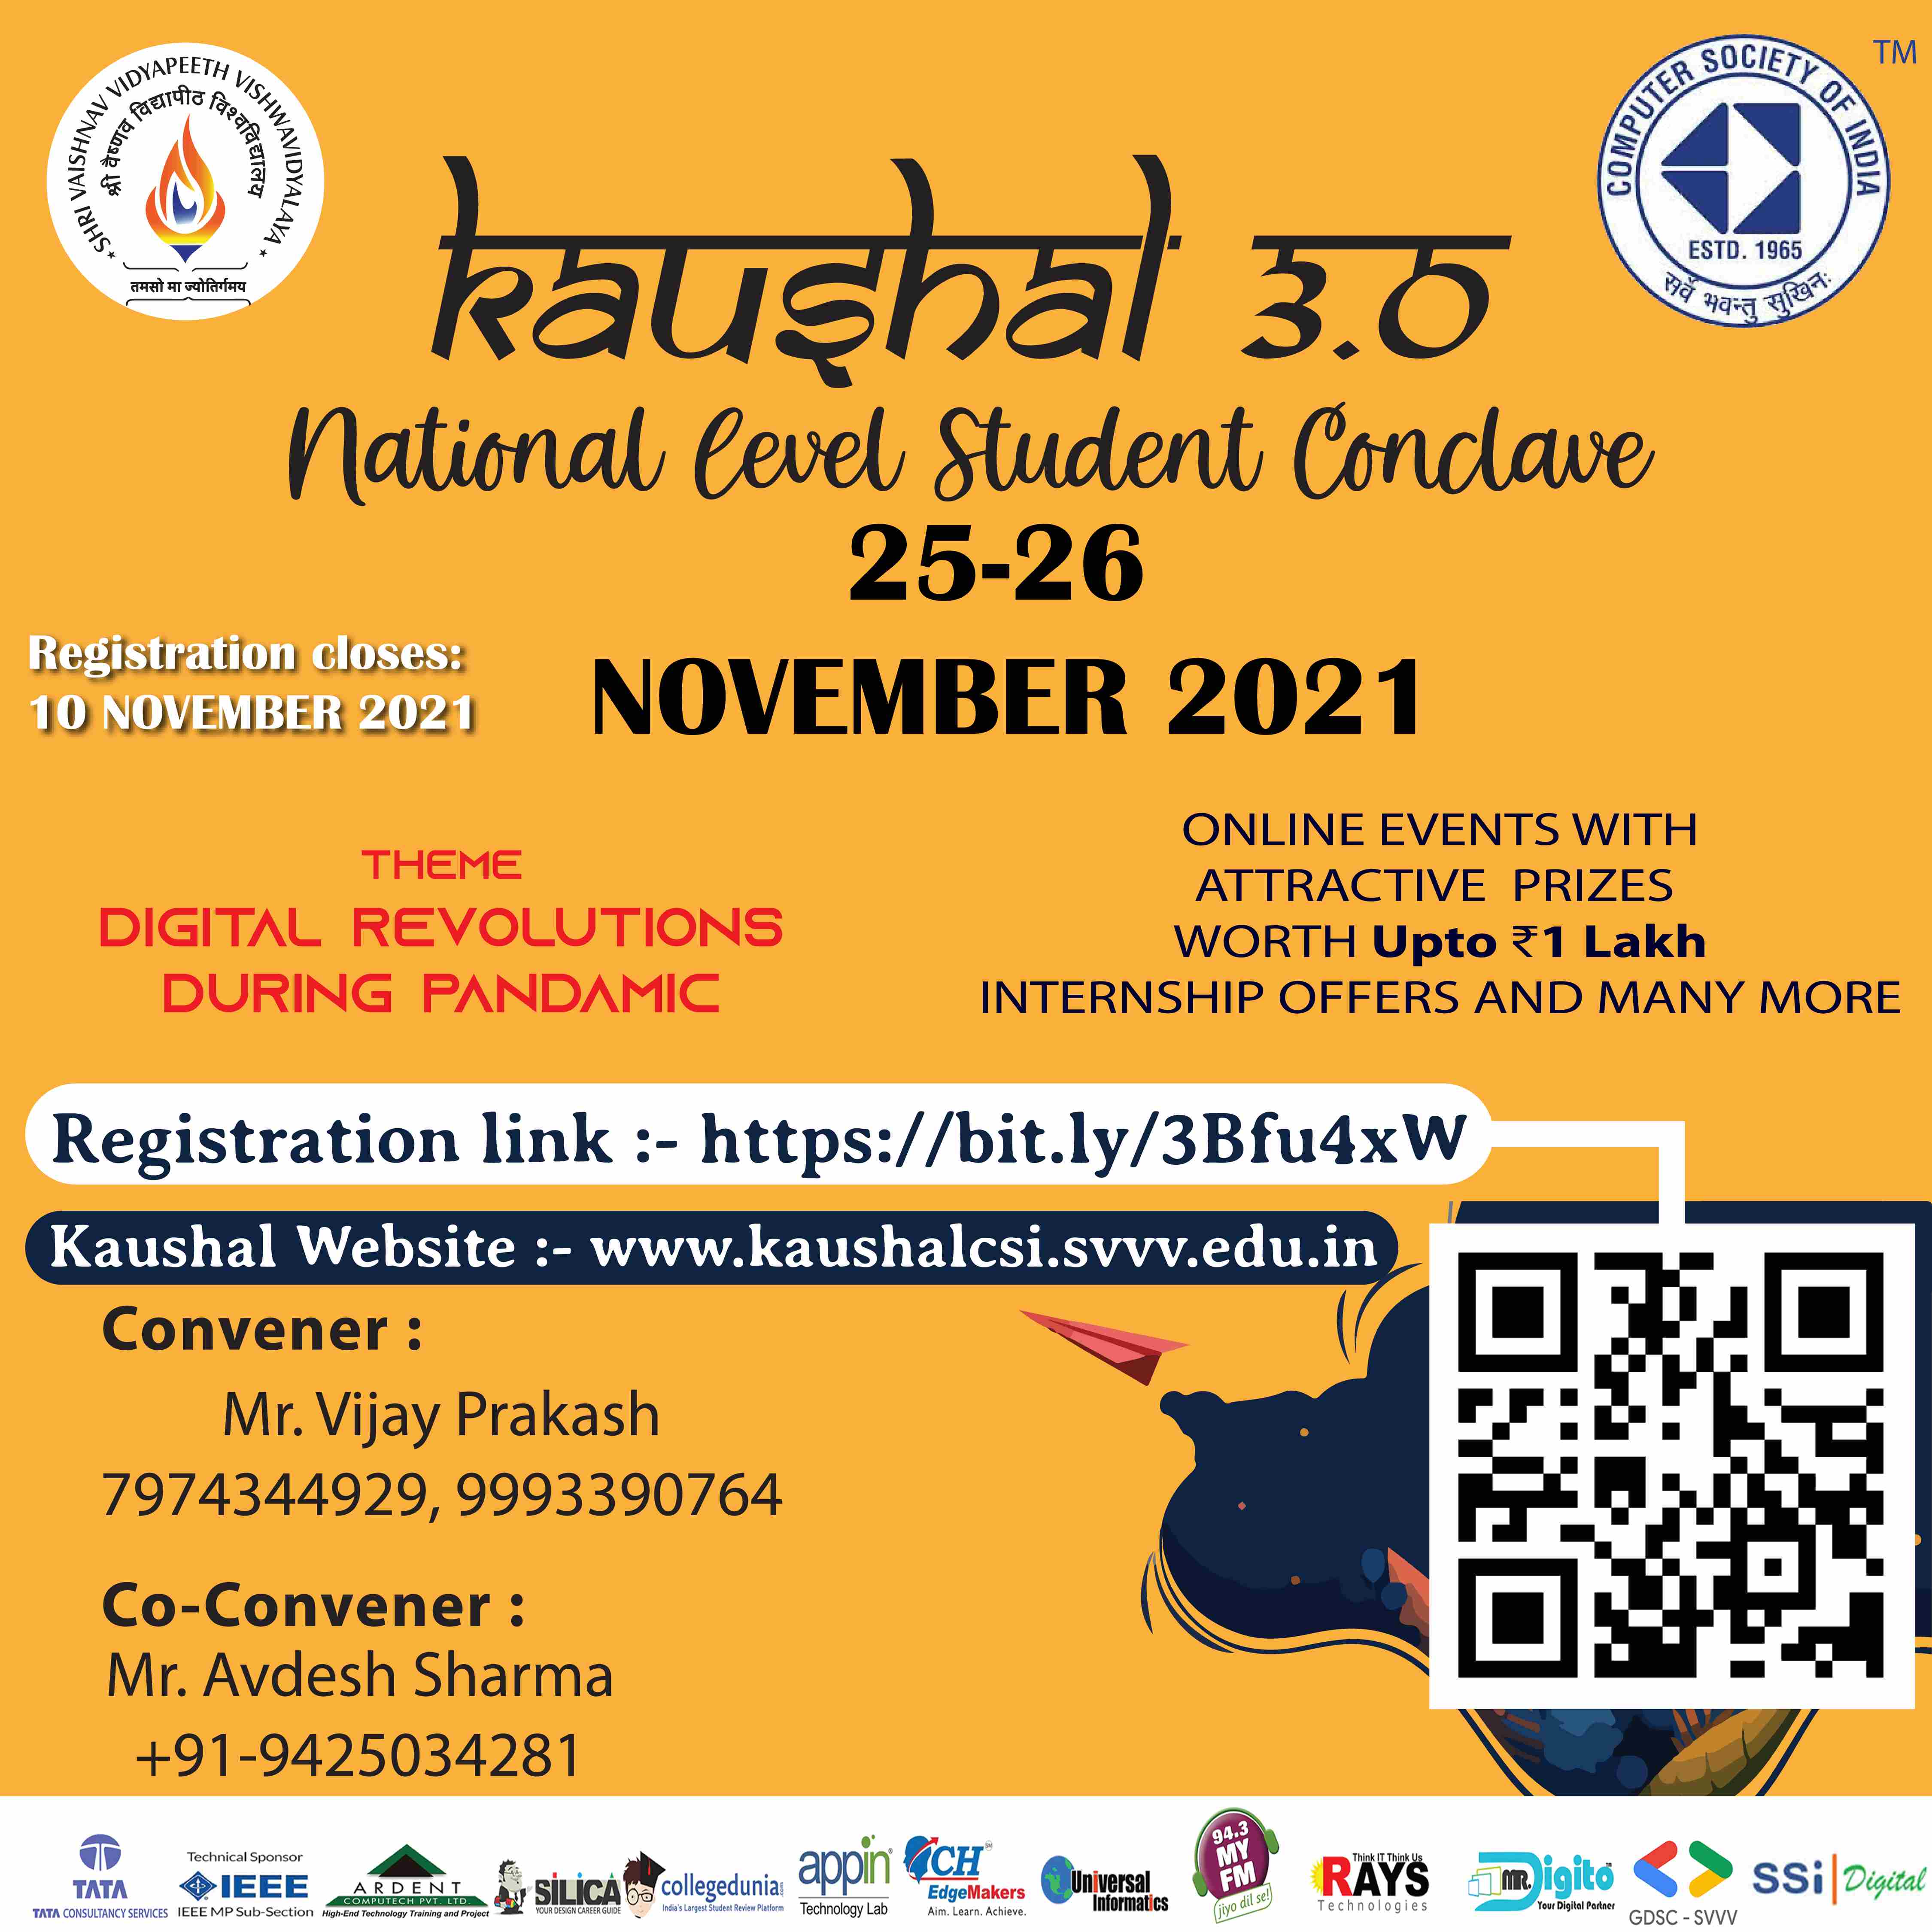 SHRI VAISHNAV VIDYAPEETH VISHWAVIDYALAYA
श्री वैष्णव विद्यापीठ विश्वविद्यालय
तमसो मा ज्योतिर्गमय
COMPUTER SOCIETY OF INDIA
TM
ESTD. 1965
सर्वे भवन्तु सुखिन:
kaushal 3.0
National Level Student Conclave
25-26
NOVEMBER 2021
Registration closes:
10 NOVEMBER 2021
THEME
DIGITAL REVOLUTIONS
DURING PANDAMIC
ONLINE EVENTS WITH
ATTRACTIVE PRIZES
WORTH Upto ₹1 Lakh
INTERNSHIP OFFERS AND MANY MORE
Registration link :- https://bit.ly/3Bfu4xW
Kaushal Website :- www.kaushalcsi.svvv.edu.in
Convener :
Mr. Vijay Prakash
7974344929, 9993390764
Co-Convener :
Mr. Avdesh Sharma
+91-9425034281
TATA
TATA CONSULTANCY SERVICES
Technical Sponsor
IEEE
IEEE MP Sub-Section
ARDENT
COMPUTECH PVT. LTD.
High-End Technology Training and Project
SILICA
YOUR DESIGN CAREER GUIDE
collegedunia.com
India's Largest Student Review Platform
appin
Technology Lab
CH
EdgeMakers
Aim. Learn. Achieve.
Universal
Informatics
94.3
MY
FM
jiyo dil se!
Think IT Think Us
RAYS
Technologies
MR. Digito
Your Digital Partner
GDSC - SVVV
SSi Digital